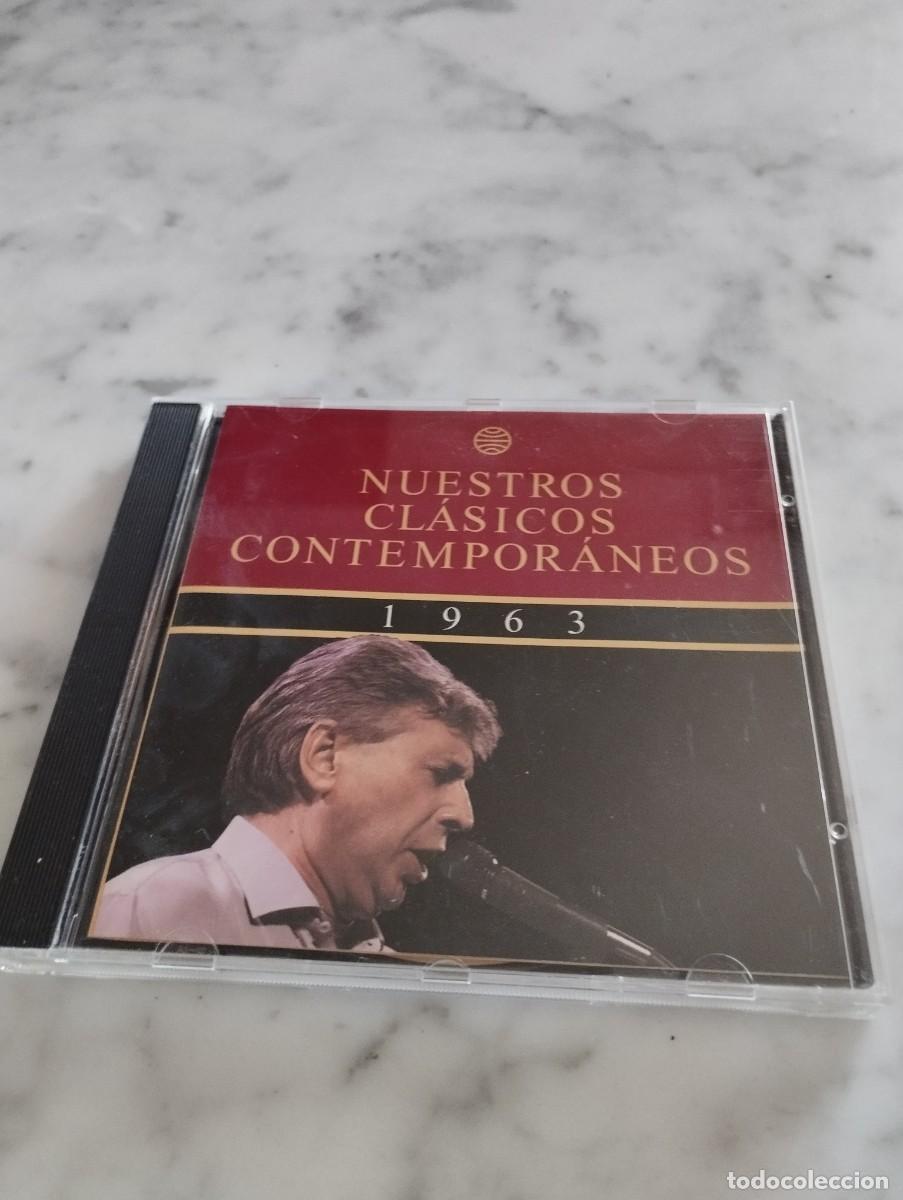 NUESTROS
CLÁSICOS
CONTEMPORÁNEOS
1963
todocoleccion